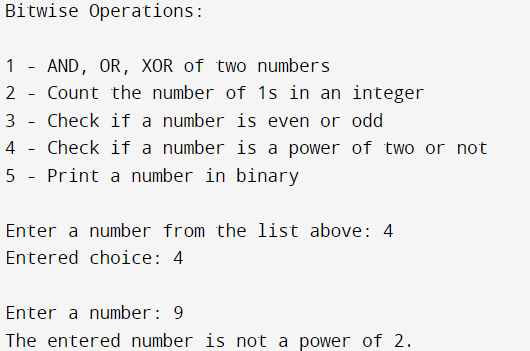 Bitwise Operations:
1 - AND, OR, XOR of two numbers
2 - Count the number of 1s in an integer
3 - Check if a number is even or odd
4 - Check if a number is a power of two or not
5 - Print a number in binary
Enter a number from the list above: 4
Entered choice: 4
Enter a number: 9
The entered number is not a power of 2.